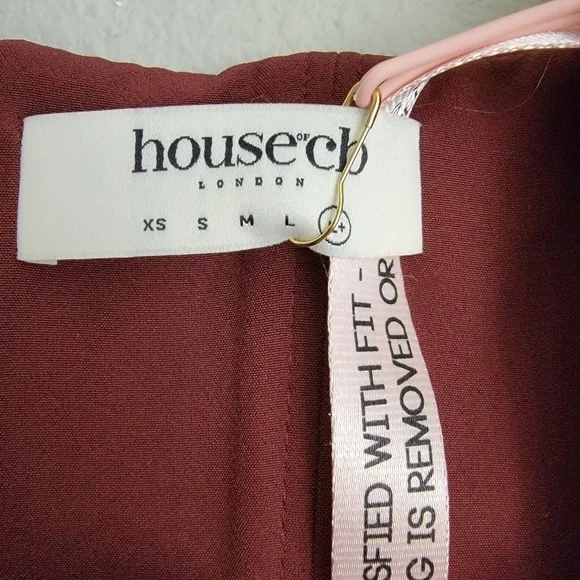 house OF cb
LONDON
XS S M L L+
SFIED WITH FIT -
G IS REMOVED OR